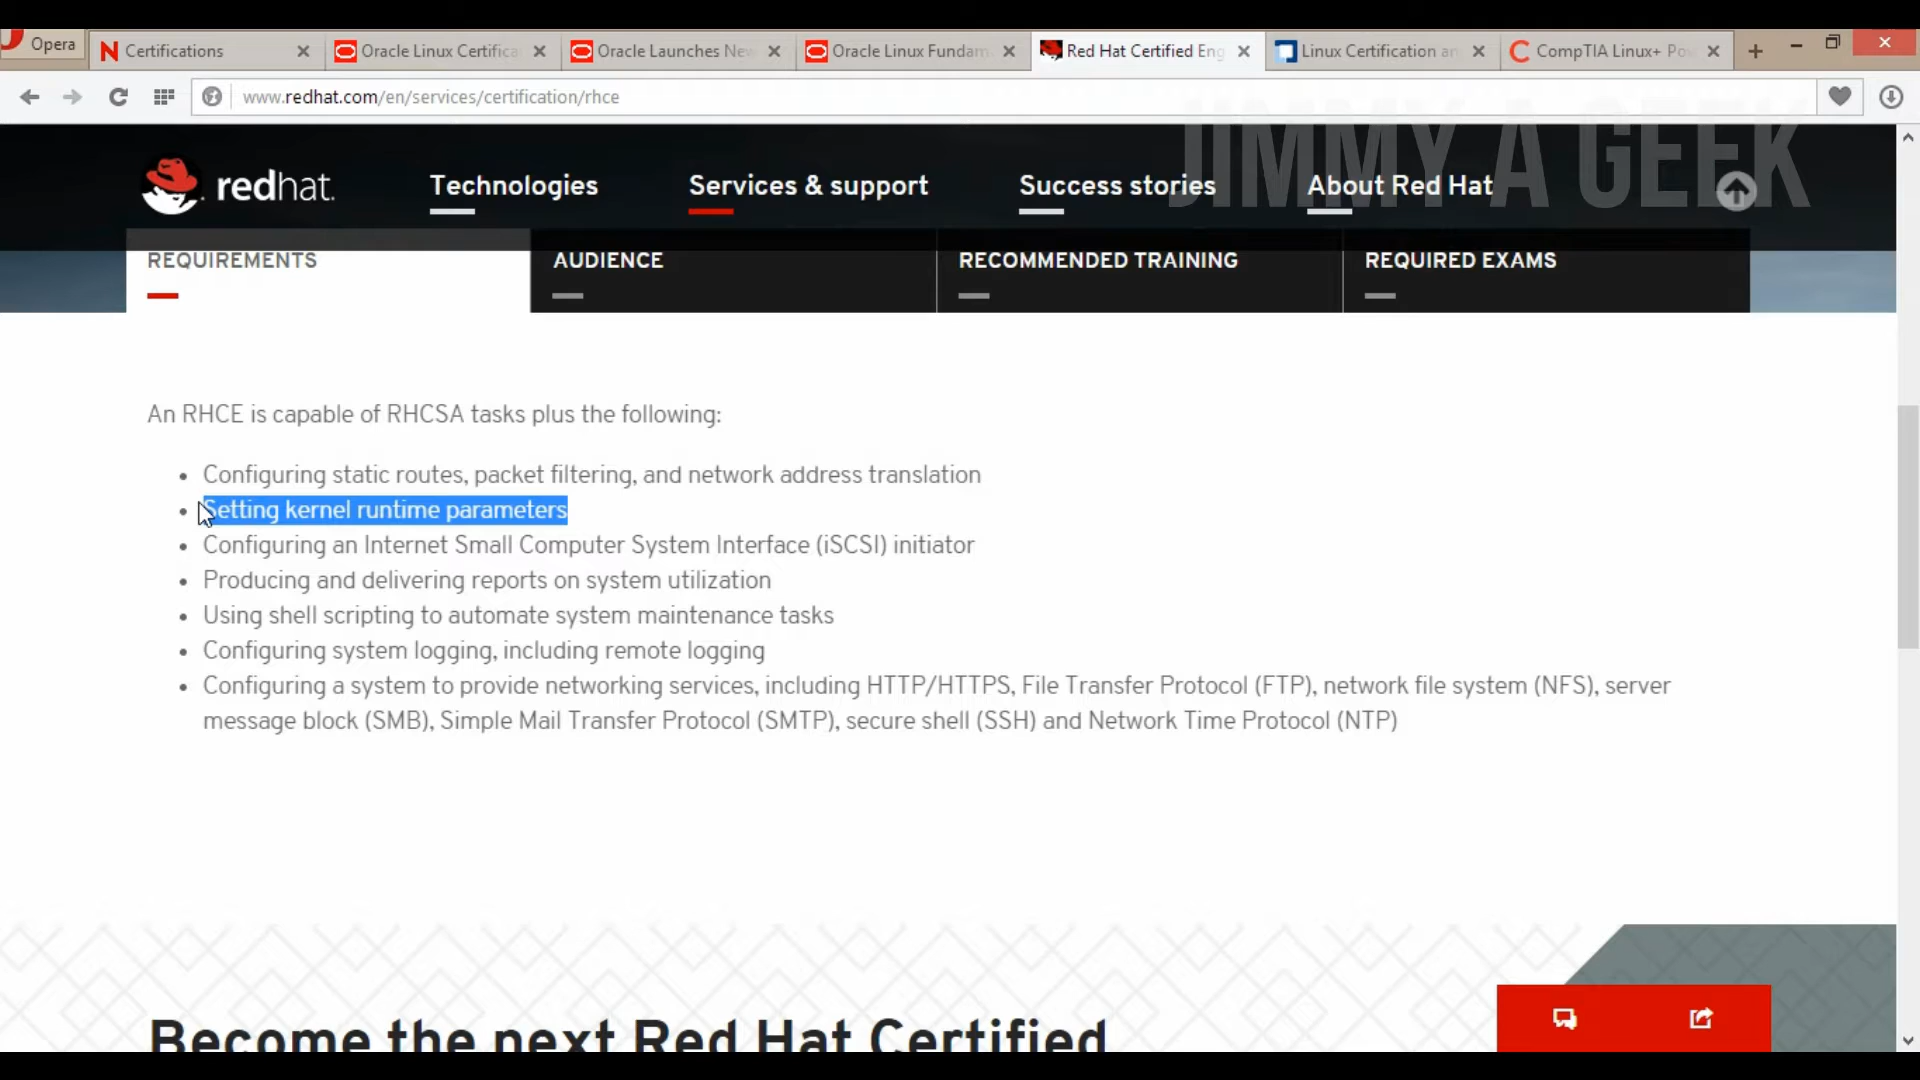 Opera
Certifications
Oracle Linux Certifica
Oracle Launches New
Oracle Linux Fundam
Red Hat Certified Eng
Linux Certification an
CompTIA Linux+ Pow
www.redhat.com/en/services/certification/rhce
JIMMY A GEEK
redhat.
Technologies
Services & support
Success stories
About Red Hat
REQUIREMENTS
AUDIENCE
RECOMMENDED TRAINING
REQUIRED EXAMS
An RHCE is capable of RHCSA tasks plus the following:
• Configuring static routes, packet filtering, and network address translation
• Setting kernel runtime parameters
• Configuring an Internet Small Computer System Interface (iSCSI) initiator
• Producing and delivering reports on system utilization
• Using shell scripting to automate system maintenance tasks
• Configuring system logging, including remote logging
• Configuring a system to provide networking services, including HTTP/HTTPS, File Transfer Protocol (FTP), network file system (NFS), server
message block (SMB), Simple Mail Transfer Protocol (SMTP), secure shell (SSH) and Network Time Protocol (NTP)
Become the next Red Hat Certified